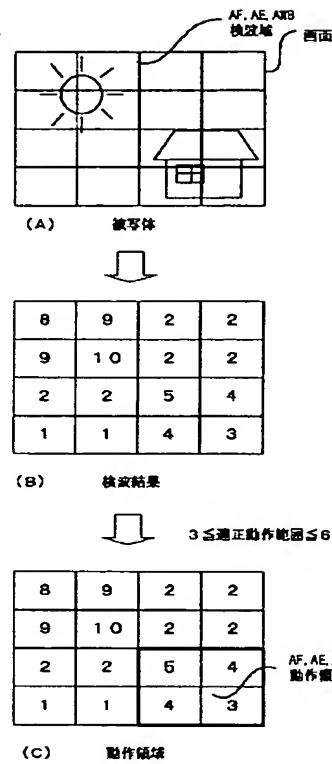 AF, AE, AWB
検波域
画面
(A) 被写体
8 9 2 2
9 10 2 2
2 2 5 4
1 1 4 3
(B) 検波結果
3≦適正動作範囲≦6
8 9 2 2
9 10 2 2
2 2 5 4
1 1 4 3
AF, AE,
動作領
(C) 動作領域